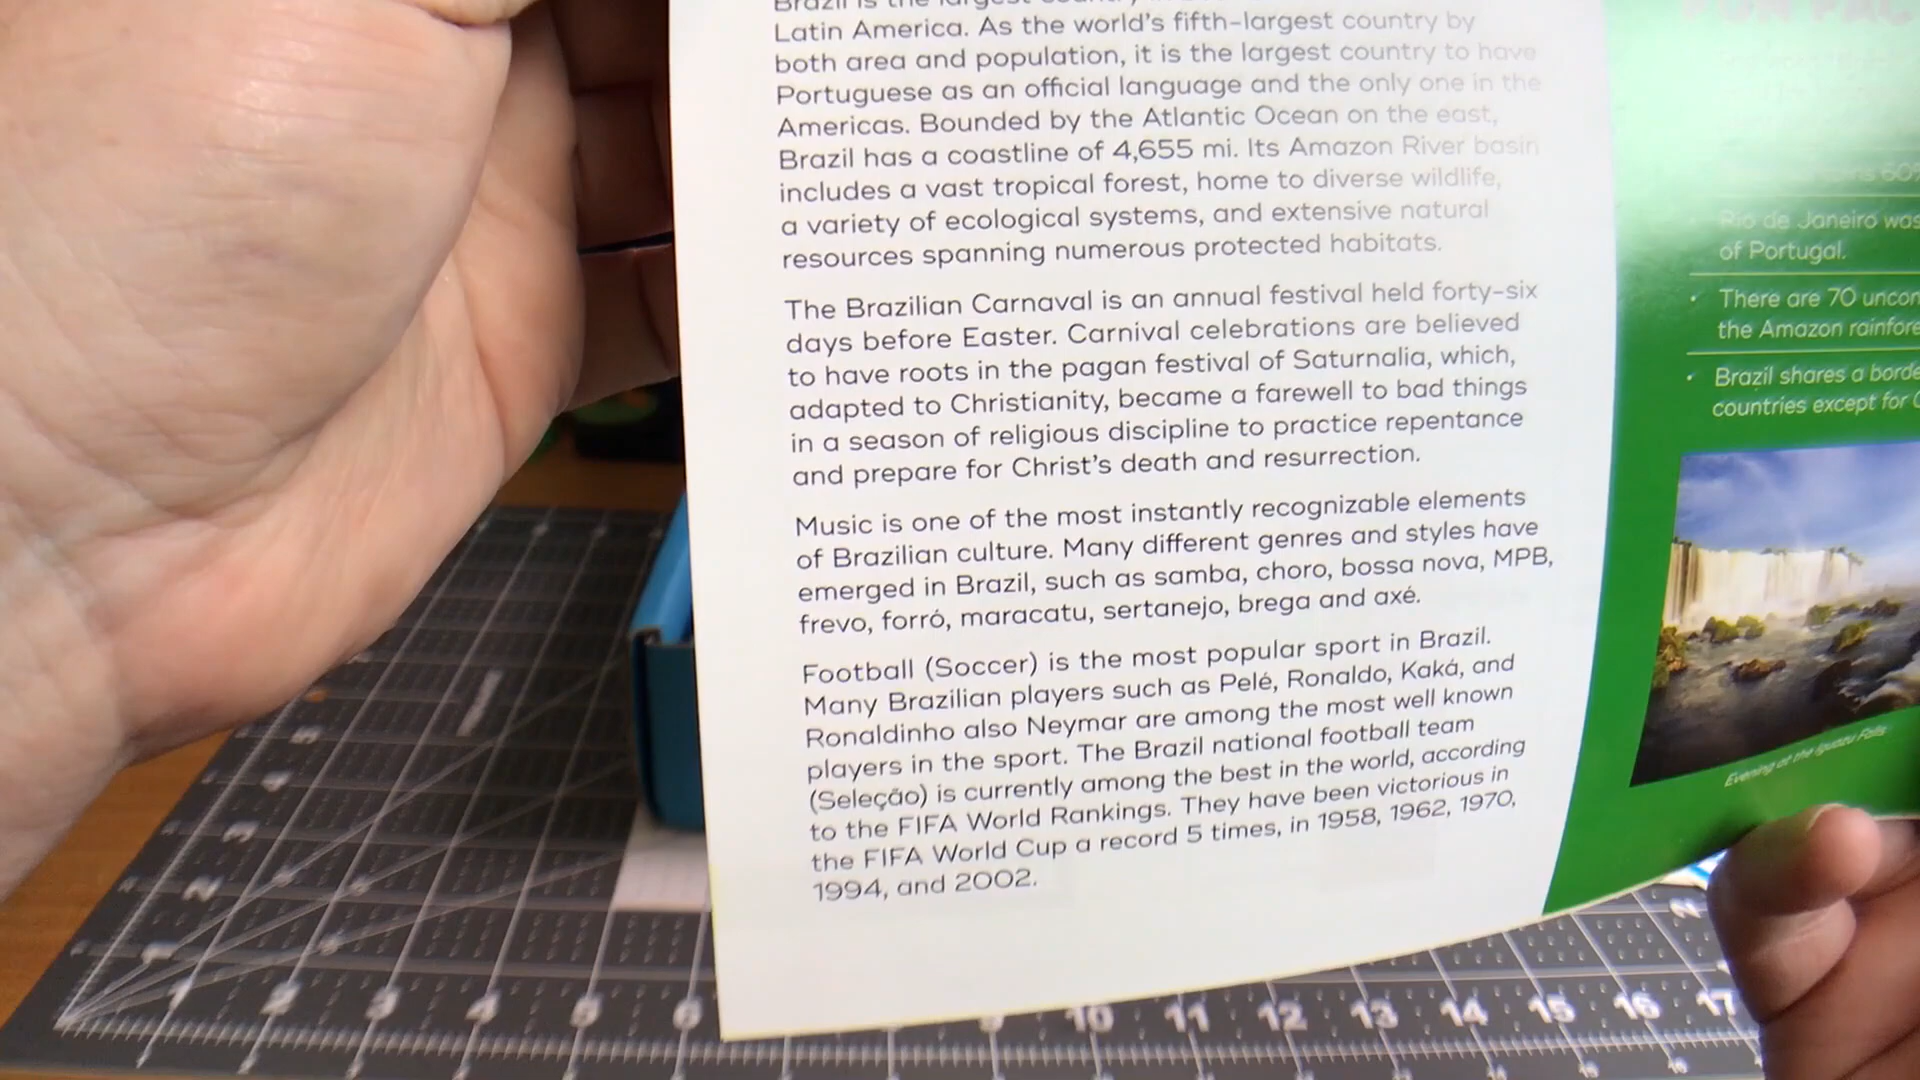 Brazil is the largest country in
Latin America. As the world's fifth-largest country by
both area and population, it is the largest country to have
Portuguese as an official language and the only one in the
Americas. Bounded by the Atlantic Ocean on the east,
Brazil has a coastline of 4,655 mi. Its Amazon River basin
includes a vast tropical forest, home to diverse wildlife,
a variety of ecological systems, and extensive natural
resources spanning numerous protected habitats.
The Brazilian Carnaval is an annual festival held forty-six
days before Easter. Carnival celebrations are believed
to have roots in the pagan festival of Saturnalia, which,
adapted to Christianity, became a farewell to bad things
in a season of religious discipline to practice repentance
and prepare for Christ's death and resurrection.
Music is one of the most instantly recognizable elements
of Brazilian culture. Many different genres and styles have
emerged in Brazil, such as samba, choro, bossa nova, MPB,
frevo, forró, maracatu, sertanejo, brega and axé.
Football (Soccer) is the most popular sport in Brazil.
Many Brazilian players such as Pelé, Ronaldo, Kaká, and
Ronaldinho also Neymar are among the most well known
players in the sport. The Brazil national football team
(Seleção) is currently among the best in the world, according
to the FIFA World Rankings. They have been victorious in
the FIFA World Cup a record 5 times, in 1958, 1962, 1970,
1994, and 2002.
60%
Rio de Janeiro was
of Portugal.
• There are 70 uncon
the Amazon rainfore
• Brazil shares a borde
countries except for C
Evening at the Iguazu Falls
1
2
3
4
5
6
9
10
11
12
13
14
15
16
17